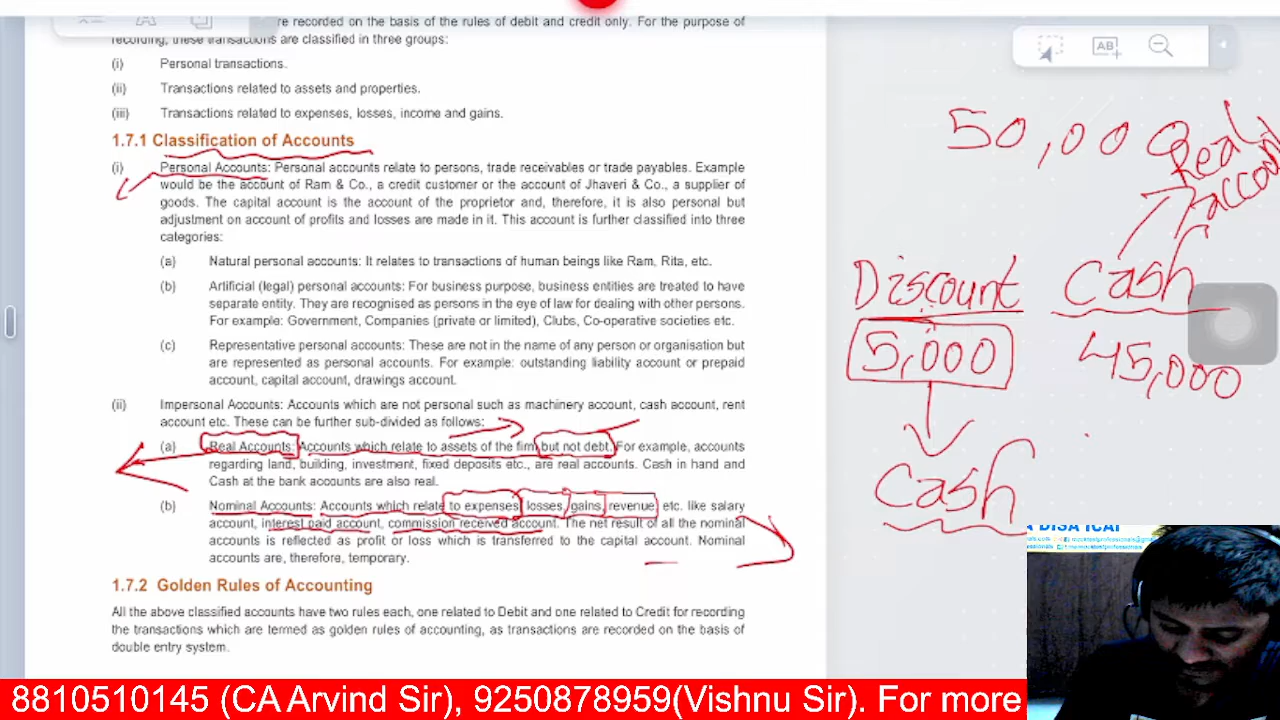 re recorded on the basis of the rules of debit and credit only. For the purpose of
recording, these transactions are classified in three groups:
(i) Personal transactions.
(ii) Transactions related to assets and properties.
(iii) Transactions related to expenses, losses, income and gains.
1.7.1 Classification of Accounts
(i) Personal Accounts: Personal accounts relate to persons, trade receivables or trade payables. Example
would be the account of Ram & Co., a credit customer or the account of Jhaveri & Co., a supplier of
goods. The capital account is the account of the proprietor and, therefore, it is also personal but
adjustment on account of profits and losses are made in it. This account is further classified into three
categories:
(a) Natural personal accounts: It relates to transactions of human beings like Ram, Rita, etc.
(b) Artificial (legal) personal accounts: For business purpose, business entities are treated to have
separate entity. They are recognised as persons in the eye of law for dealing with other persons.
For example: Government, Companies (private or limited), Clubs, Co-operative societies etc.
(c) Representative personal accounts: These are not in the name of any person or organisation but
are represented as personal accounts. For example: outstanding liability account or prepaid
account, capital account, drawings account.
(ii) Impersonal Accounts: Accounts which are not personal such as machinery account, cash account, rent
account etc. These can be further sub-divided as follows:
(a) Real Accounts: Accounts which relate to assets of the firm but not debt. For example, accounts
regarding land, building, investment, fixed deposits etc., are real accounts. Cash in hand and
Cash at the bank accounts are also real.
(b) Nominal Accounts: Accounts which relate to expenses, losses, gains, revenue, etc. like salary
account, interest paid account, commission received account. The net result of all the nominal
accounts is reflected as profit or loss which is transferred to the capital account. Nominal
accounts are, therefore, temporary.
1.7.2 Golden Rules of Accounting
All the above classified accounts have two rules each, one related to Debit and one related to Credit for recording
the transactions which are termed as golden rules of accounting, as transactions are recorded on the basis of
double entry system.
AB
50,000
Real
account
Discount Cash
5,000 45,000
Cash
DISA ICAI
8810510145 (CA Arvind Sir), 9250878959(Vishnu Sir). For more